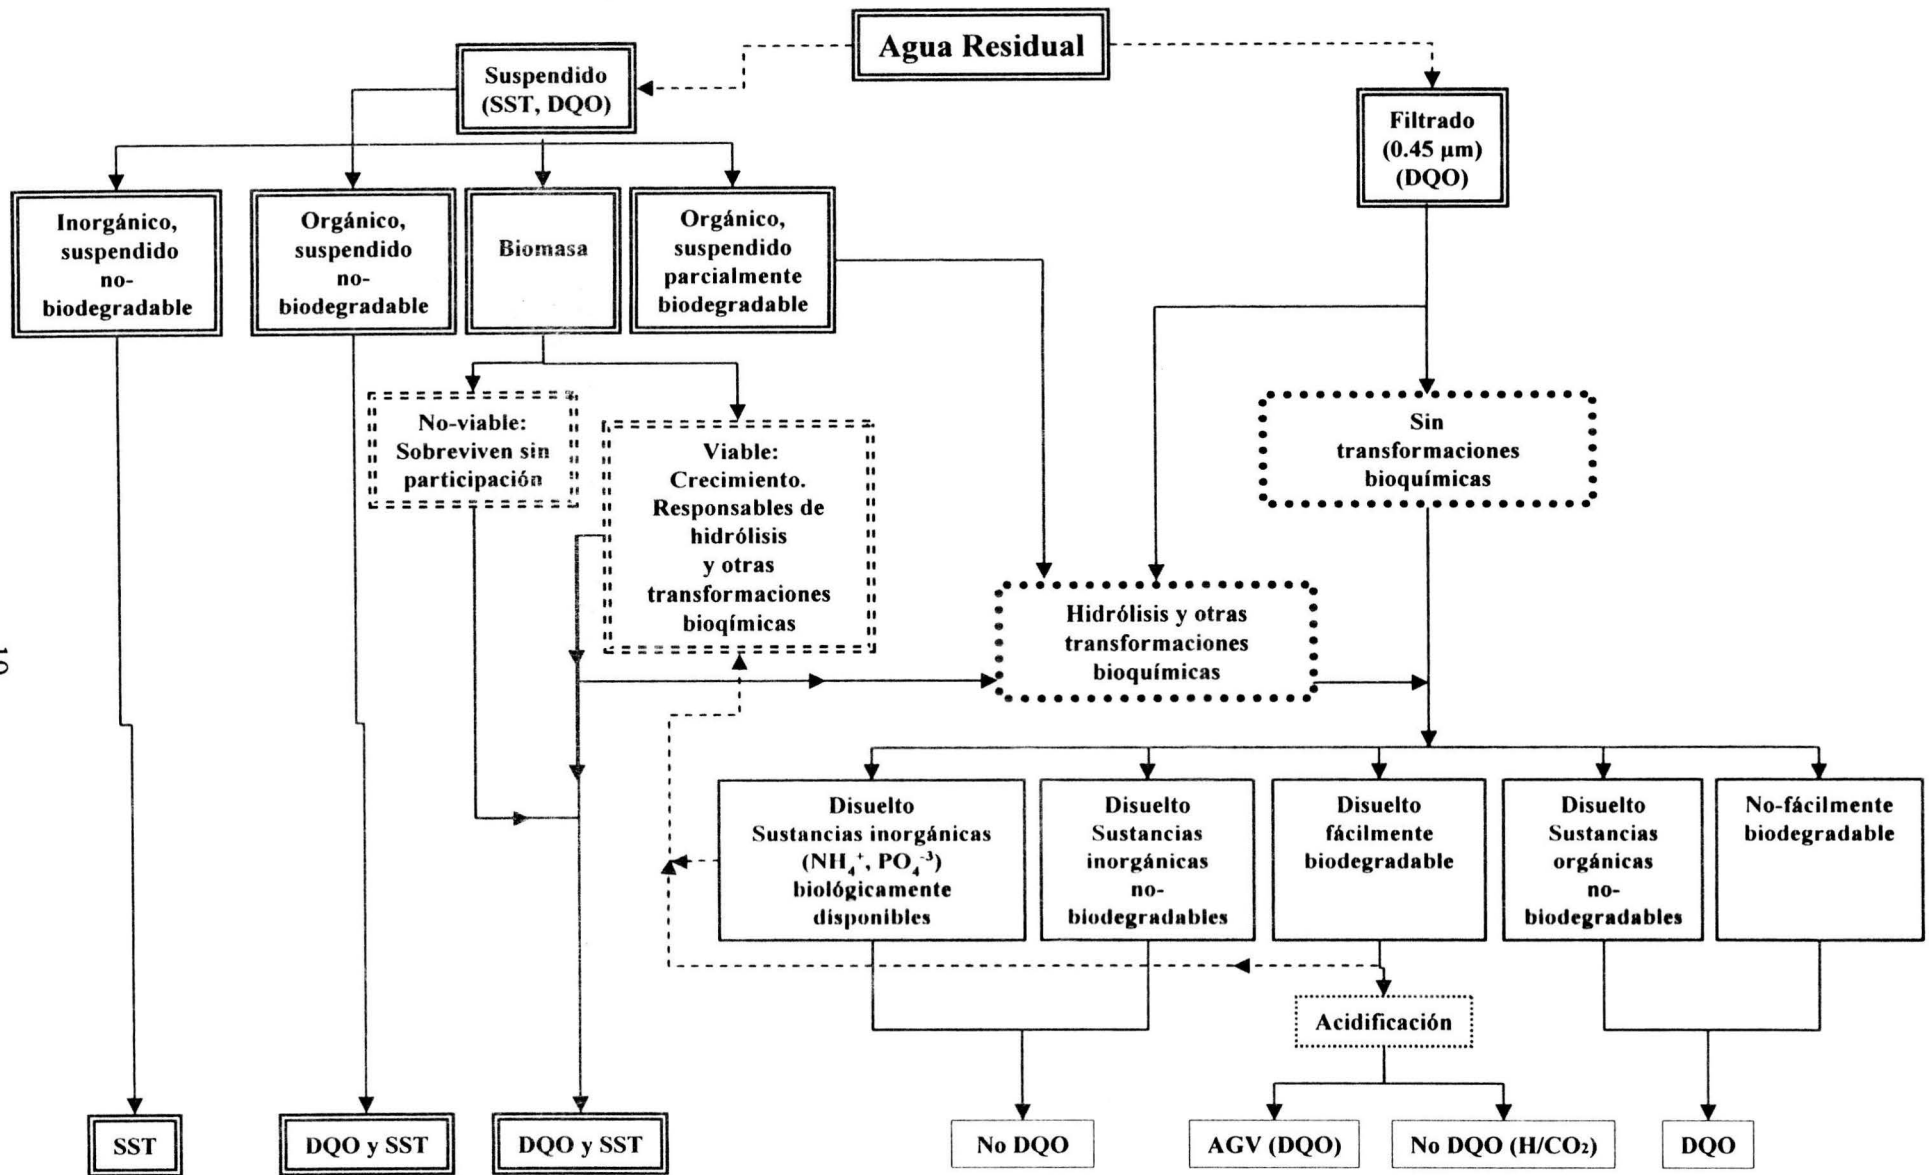 Agua Residual
Suspendido
(SST, DQO)
Filtrado
(0.45 µm)
(DQO)
Inorgánico,
suspendido
no-
biodegradable
Orgánico,
suspendido
no-
biodegradable
Biomasa
Orgánico,
suspendido
parcialmente
biodegradable
No-viable:
Sobreviven sin
participación
Viable:
Crecimiento.
Responsables de
hidrólisis
y otras
transformaciones
bioqímicas
Sin
transformaciones
bioquímicas
Hidrólisis y otras
transformaciones
bioquímicas
Disuelto
Sustancias inorgánicas
(NH₄⁺, PO₄⁻³)
biológicamente
disponibles
Disuelto
Sustancias
inorgánicas
no-
biodegradables
Disuelto
fácilmente
biodegradable
Disuelto
Sustancias
orgánicas
no-
biodegradables
No-fácilmente
biodegradable
Acidificación
SST
DQO y SST
DQO y SST
No DQO
AGV (DQO)
No DQO (H/CO₂)
DQO